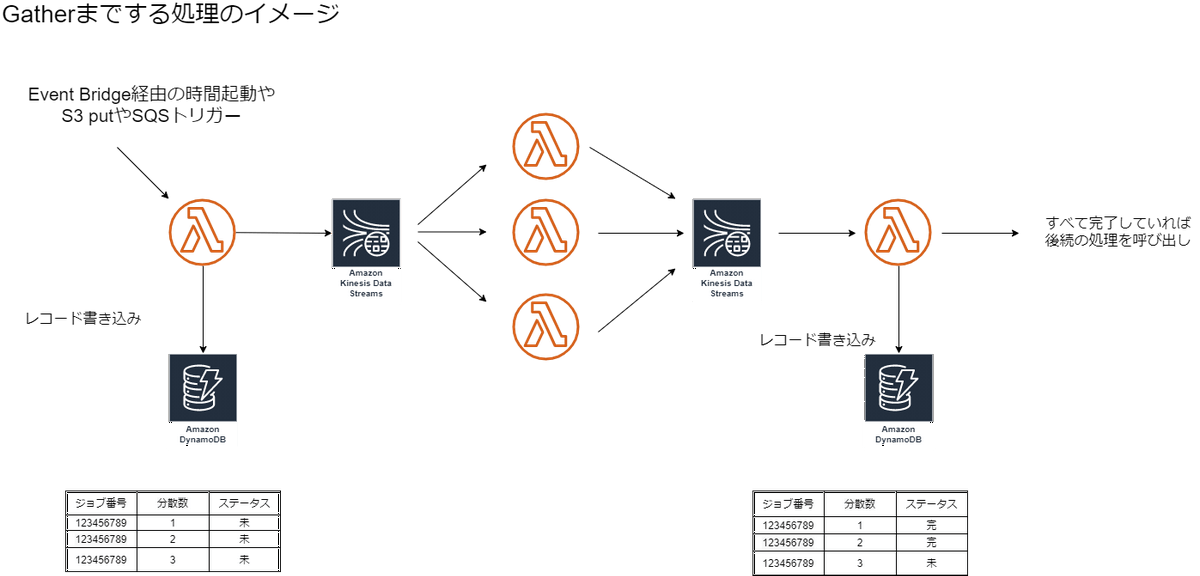 Gatherまでする処理のイメージ
Event Bridge経由の時間起動や
S3 putやSQSトリガー
Amazon
Kinesis Data
Streams
Amazon
Kinesis Data
Streams
すべて完了していれば
後続の処理を呼び出し
レコード書き込み
レコード書き込み
Amazon
DynamoDB
Amazon
DynamoDB
ジョブ番号 分散数 ステータス
123456789 1 未
123456789 2 未
123456789 3 未
ジョブ番号 分散数 ステータス
123456789 1 完
123456789 2 完
123456789 3 未